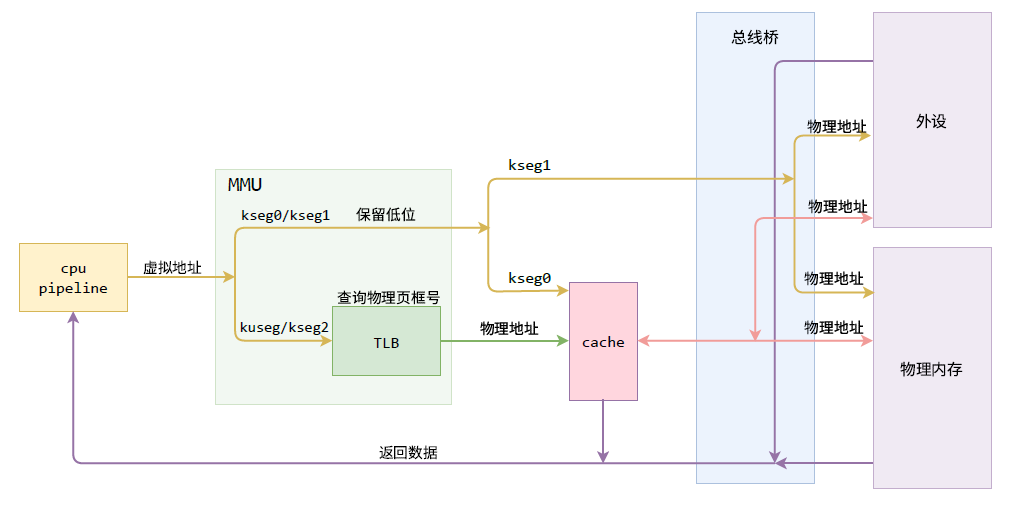 总线桥
外设
物理地址
kseg1
MMU
kseg0/kseg1
保留低位
物理地址
cpu
pipeline
虚拟地址
kseg0
物理地址
查询物理页框号
kuseg/kseg2
TLB
物理地址
cache
物理地址
物理内存
返回数据